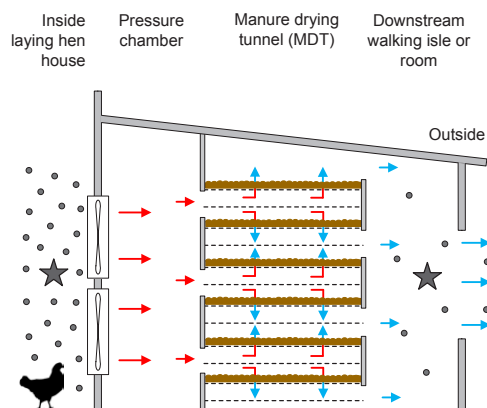 Inside
laying hen
house
Pressure
chamber
Manure drying
tunnel (MDT)
Downstream
walking isle or
room
Outside